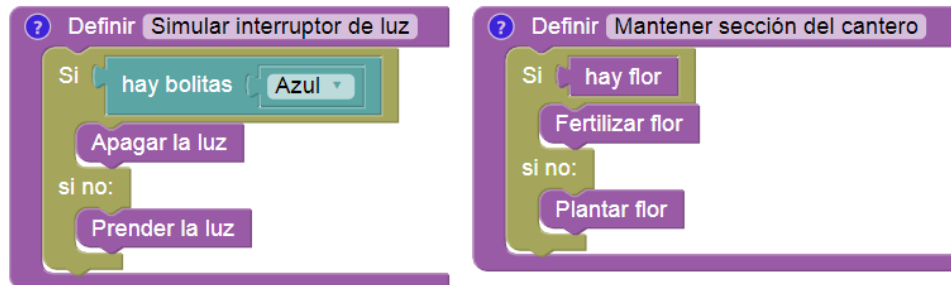 ? Definir Simular interruptor de luz
Si hay bolitas Azul
Apagar la luz
si no:
Prender la luz
? Definir Mantener sección del cantero
Si hay flor
Fertilizar flor
si no:
Plantar flor